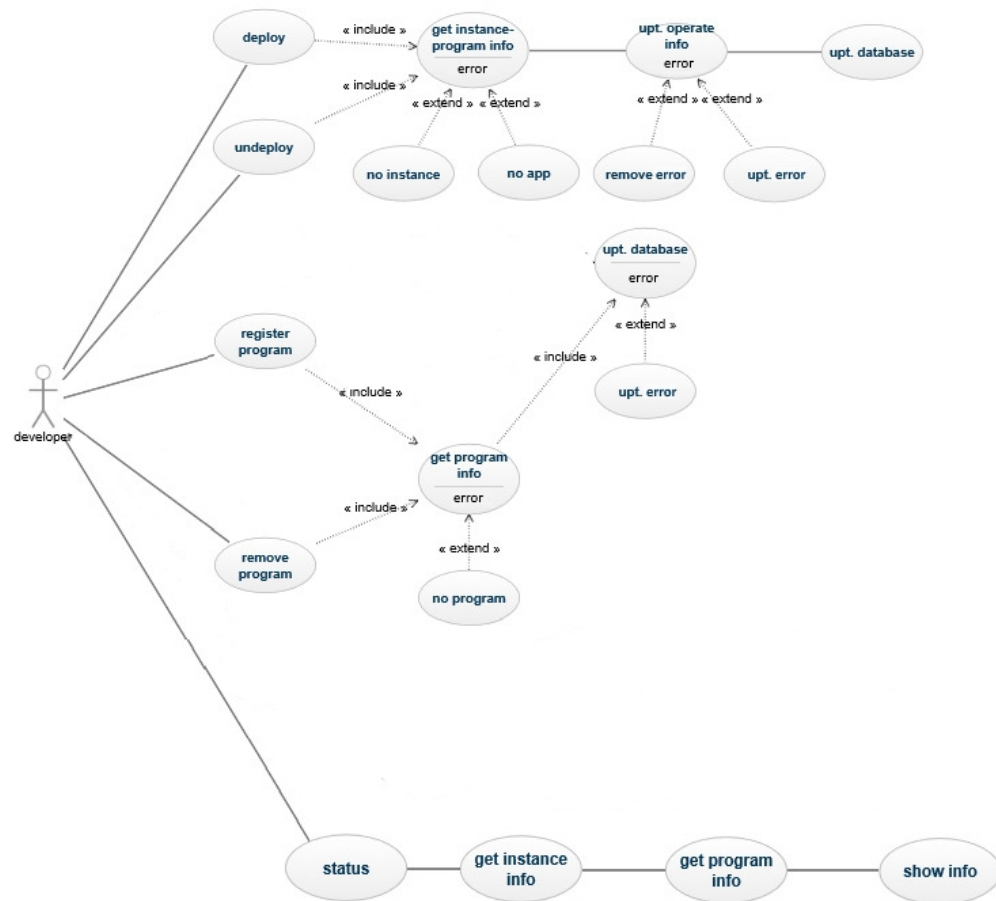 deploy
« include »
get instance-
program info
error
upt. operate
info
error
upt. database
« include »
undeploy
« extend »
« extend »
« extend »
« extend »
no instance
no app
remove error
upt. error
upt. database
error
« extend »
register
program
« include »
upt. error
« include »
developer
get program
info
error
« include »
remove
program
« extend »
no program
status
get instance
info
get program
info
show info